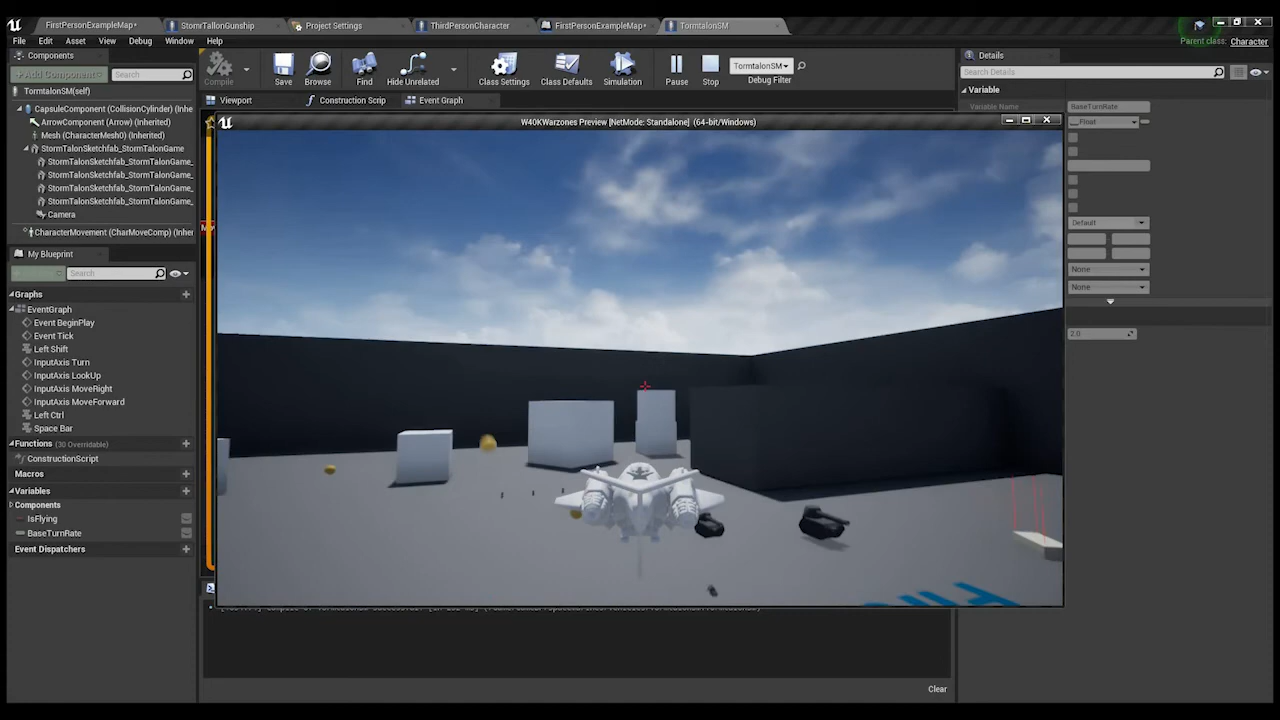 FirstPersonExampleMap*
StomrTallonGunship
Project Settings
ThirdPersonCharacter
FirstPersonExampleMap*
TormtalonSM
File Edit Asset View Debug Window Help
Parent class: Character
Components
+Add Component
Search
TormtalonSM(self)
CapsuleComponent (CollisionCylinder) (Inhe
ArrowComponent (Arrow) (Inherited)
Mesh (CharacterMesh0) (Inherited)
StormTalonSketchfab_StormTalonGame
StormTalonSketchfab_StormTalonGame_
StormTalonSketchfab_StormTalonGame_
StormTalonSketchfab_StormTalonGame_
StormTalonSketchfab_StormTalonGame_
Camera
CharacterMovement (CharMoveComp) (Inher
Compile
Save
Browse
Find
Hide Unrelated
Class Settings
Class Defaults
Simulation
Pause
Stop
TormtalonSM
Debug Filter
Viewport
Construction Scrip
Event Graph
W40KWarzones Preview [NetMode: Standalone] (64-bit/Windows)
My Blueprint
Search
Graphs
EventGraph
Event BeginPlay
Event Tick
Left Shift
InputAxis Turn
InputAxis LookUp
InputAxis MoveRight
InputAxis MoveForward
Left Ctrl
Space Bar
Functions (30 Overridable)
ConstructionScript
Macros
Variables
Components
IsFlying
BaseTurnRate
Event Dispatchers
Details
Search Details
Variable
Variable Name
BaseTurnRate
Float
Default
None
None
2.0
Clear